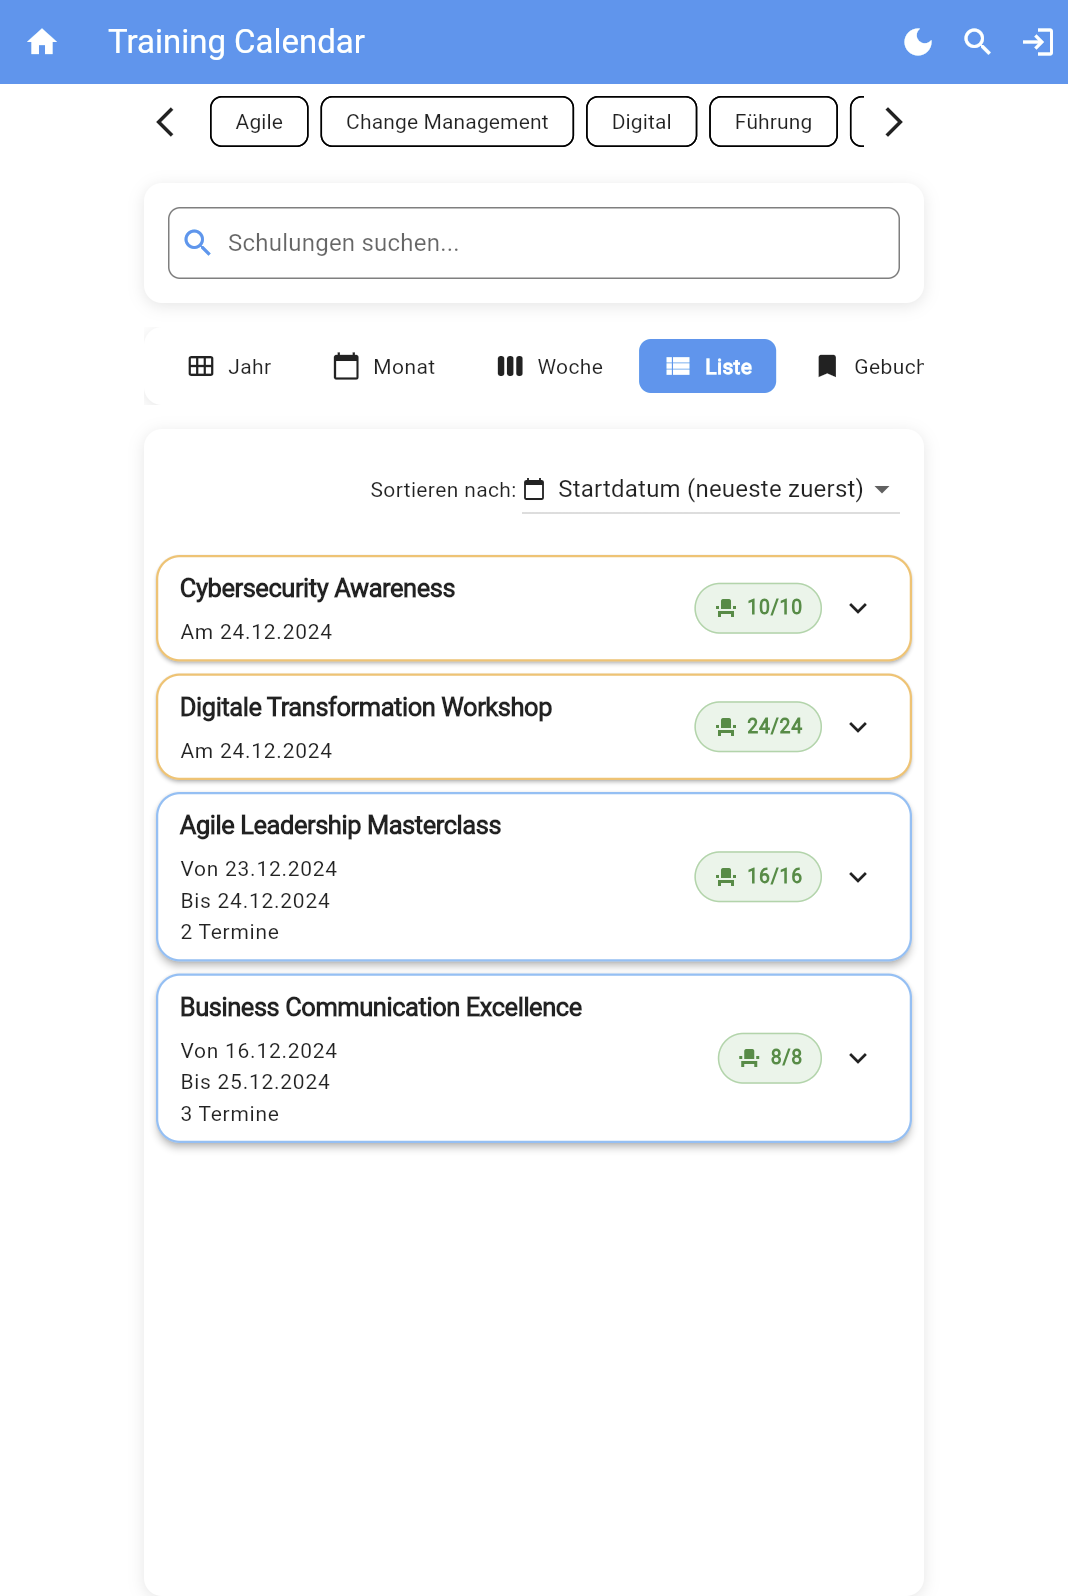 Training Calendar
Agile
Change Management
Digital
Führung
Schulungen suchen...
Jahr
Monat
Woche
Liste
Gebuch
Sortieren nach:
Startdatum (neueste zuerst)
Cybersecurity Awareness
Am 24.12.2024
10/10
Digitale Transformation Workshop
Am 24.12.2024
24/24
Agile Leadership Masterclass
Von 23.12.2024
Bis 24.12.2024
2 Termine
16/16
Business Communication Excellence
Von 16.12.2024
Bis 25.12.2024
3 Termine
8/8